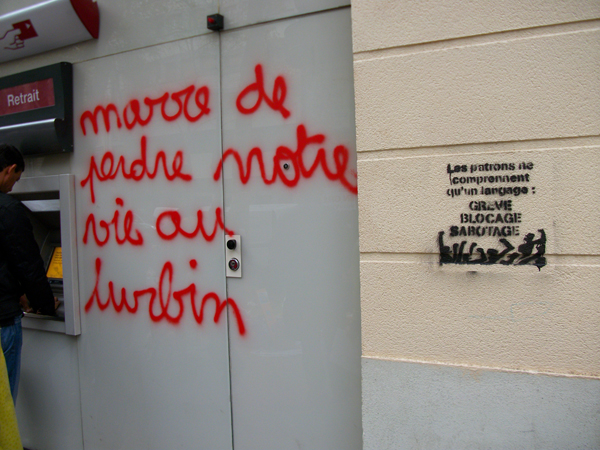 Retrait
marre de
perdre notre
vie au
turbin
Les patrons ne
comprennent
qu'un langage :
GREVE
BLOCAGE
SABOTAGE